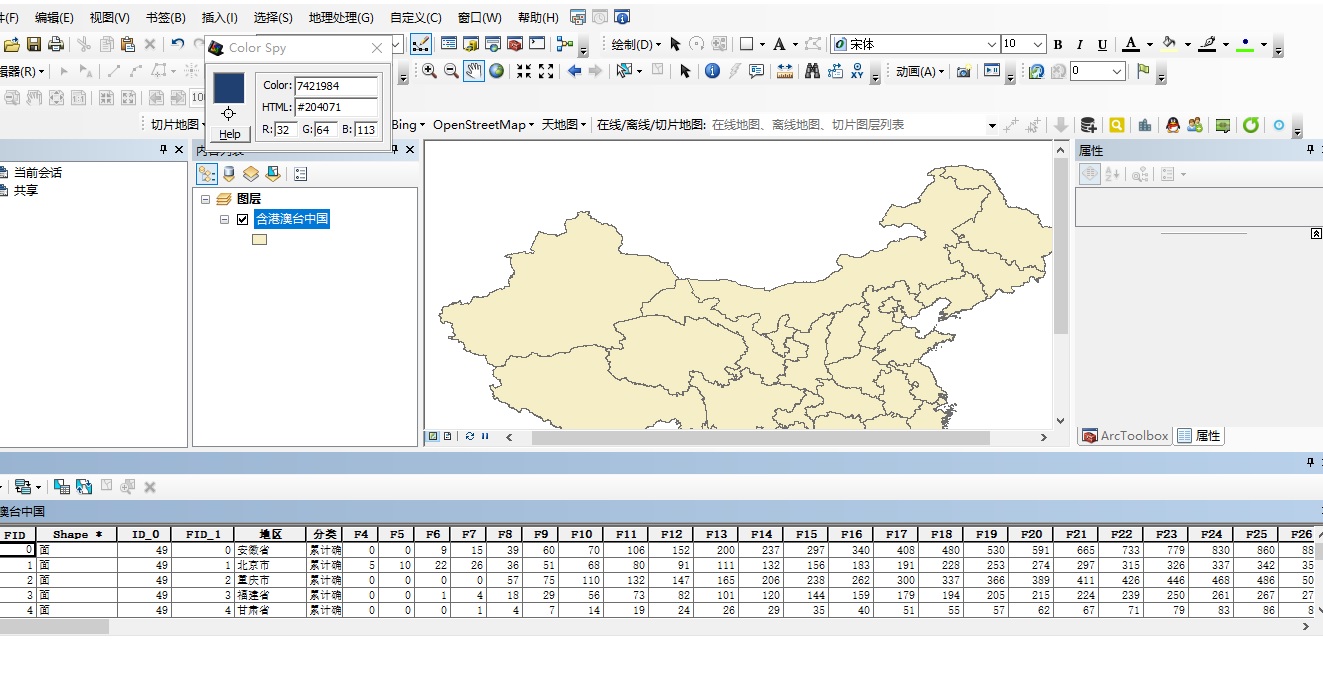 编辑(E) 视图(V) 书签(B) 插入(I) 选择(S) 地理处理(G) 自定义(C) 窗口(W) 帮助(H)
Color Spy
绘制(D) 宋体 10 B I U A
Color: 7421984
HTML: #204071
R: 32 G: 64 B: 113
Help
动画(A) 0
切片地图 Bing OpenStreetMap 天地图 在线/离线/切片地图: 在线地图、离线地图、切片图层列表
当前会话
共享
图层
含港澳台中国
属性
ArcToolbox 属性
澳台中国
FID Shape * ID_0 FID_1 地区 分类 F4 F5 F6 F7 F8 F9 F10 F11 F12 F13 F14 F15 F16 F17 F18 F19 F20 F21 F22 F23 F24 F25 F26
0 面 49 0 安徽省 累计确 0 0 9 15 39 60 70 106 152 200 237 297 340 408 480 530 591 665 733 779 830 860 88
1 面 49 1 北京市 累计确 5 10 22 26 36 51 68 80 91 111 132 156 183 191 228 253 274 297 315 326 337 342 35
2 面 49 2 重庆市 累计确 0 0 0 0 57 75 110 132 147 165 206 238 262 300 337 366 389 411 426 446 468 486 50
3 面 49 3 福建省 累计确 0 0 1 4 18 29 56 73 82 101 120 144 159 179 194 205 215 224 239 250 261 267 27
4 面 49 4 甘肃省 累计确 0 0 0 1 4 7 14 19 24 26 29 35 40 51 55 57 62 67 71 79 83 86 8